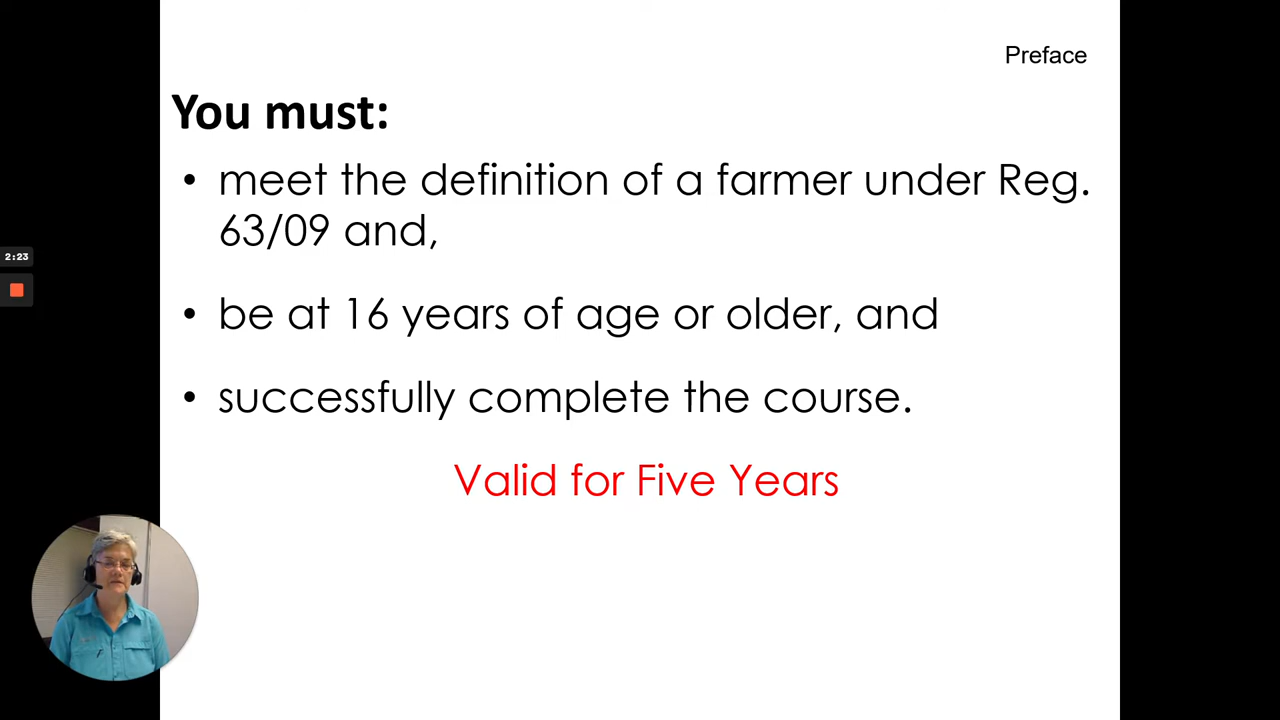 Preface
You must:
• meet the definition of a farmer under Reg.
63/09 and,
2:23
• be at 16 years of age or older, and
• successfully complete the course.
Valid for Five Years